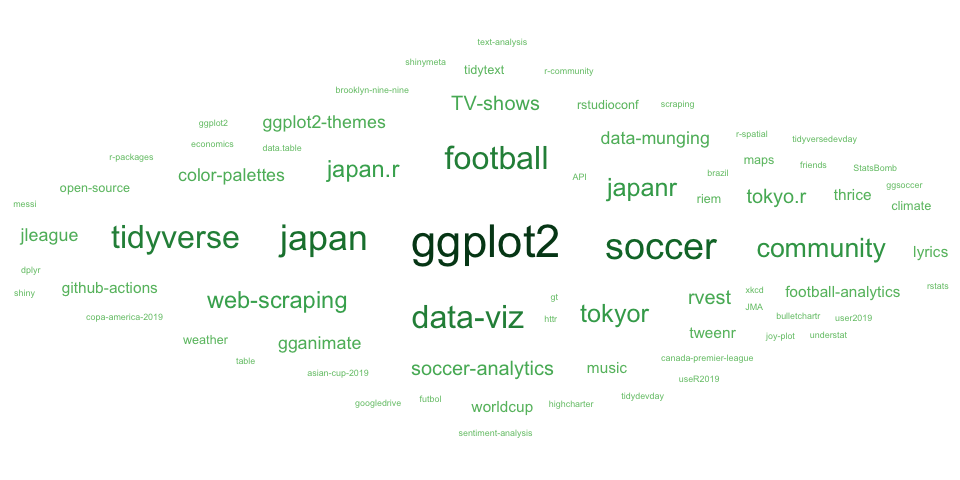 text-analysis
shinymeta
tidytext
r-community
brooklyn-nine-nine
TV-shows
rstudioconf
scraping
ggplot2
ggplot2-themes
data-munging
r-spatial
tidyversedevday
economics
data.table
r-packages
football
maps
friends
StatsBomb
open-source
color-palettes
japan.r
API
japanr
brazil
riem
tokyo.r
thrice
ggsoccer
climate
messi
jleague
tidyverse
japan
ggplot2
soccer
community
lyrics
dplyr
shiny
github-actions
web-scraping
data-viz
gt
httr
tokyor
rvest
xkcd
JMA
football-analytics
rstats
copa-america-2019
bulletchartr
user2019
weather
gganimate
tweenr
joy-plot
understat
table
asian-cup-2019
soccer-analytics
music
canada-premier-league
useR2019
googledrive
futbol
worldcup
highcharter
tidydevday
sentiment-analysis